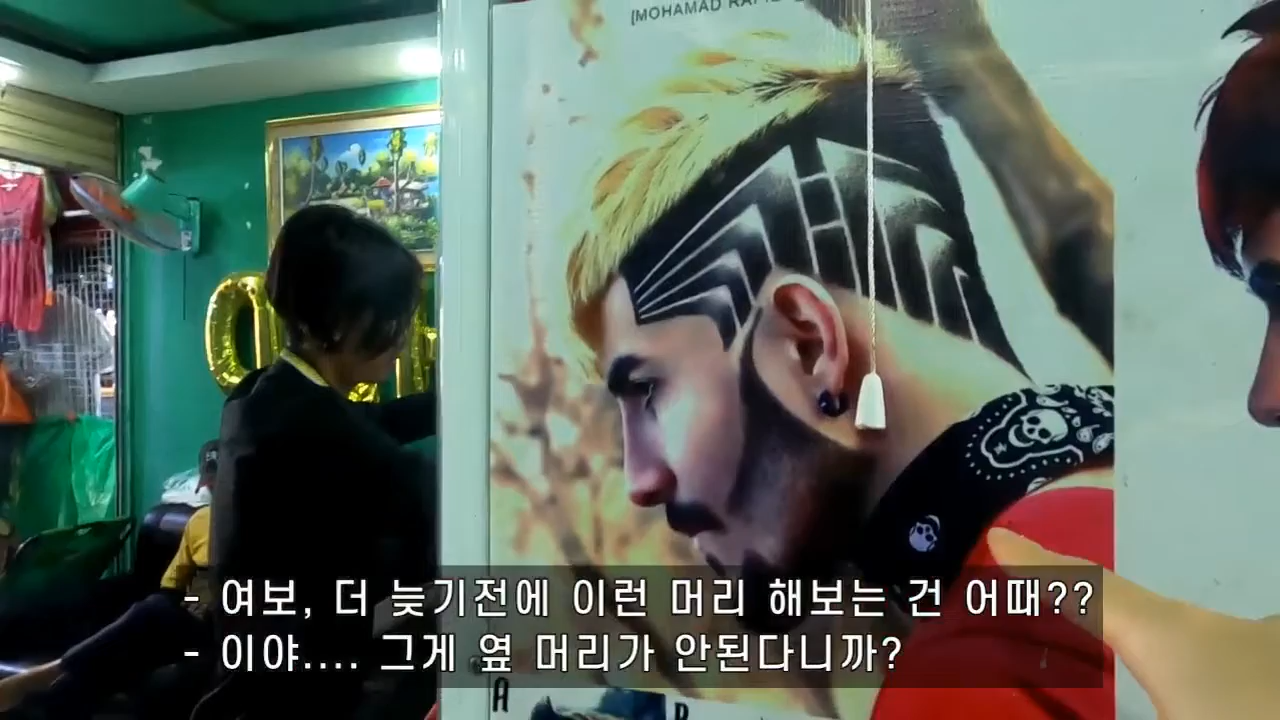 [MOHAMAD RAFI
- 여보, 더 늦기전에 이런 머리 해보는 건 어때??
- 이야.... 그게 옆 머리가 안된다니까?
A
B